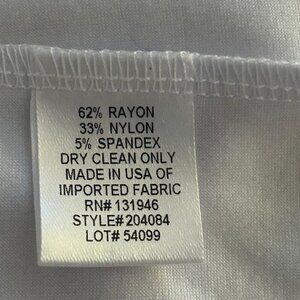 62% RAYON
33% NYLON
5% SPANDEX
DRY CLEAN ONLY
MADE IN USA OF
IMPORTED FABRIC
RN# 131946
STYLE# 204084
LOT# 54099